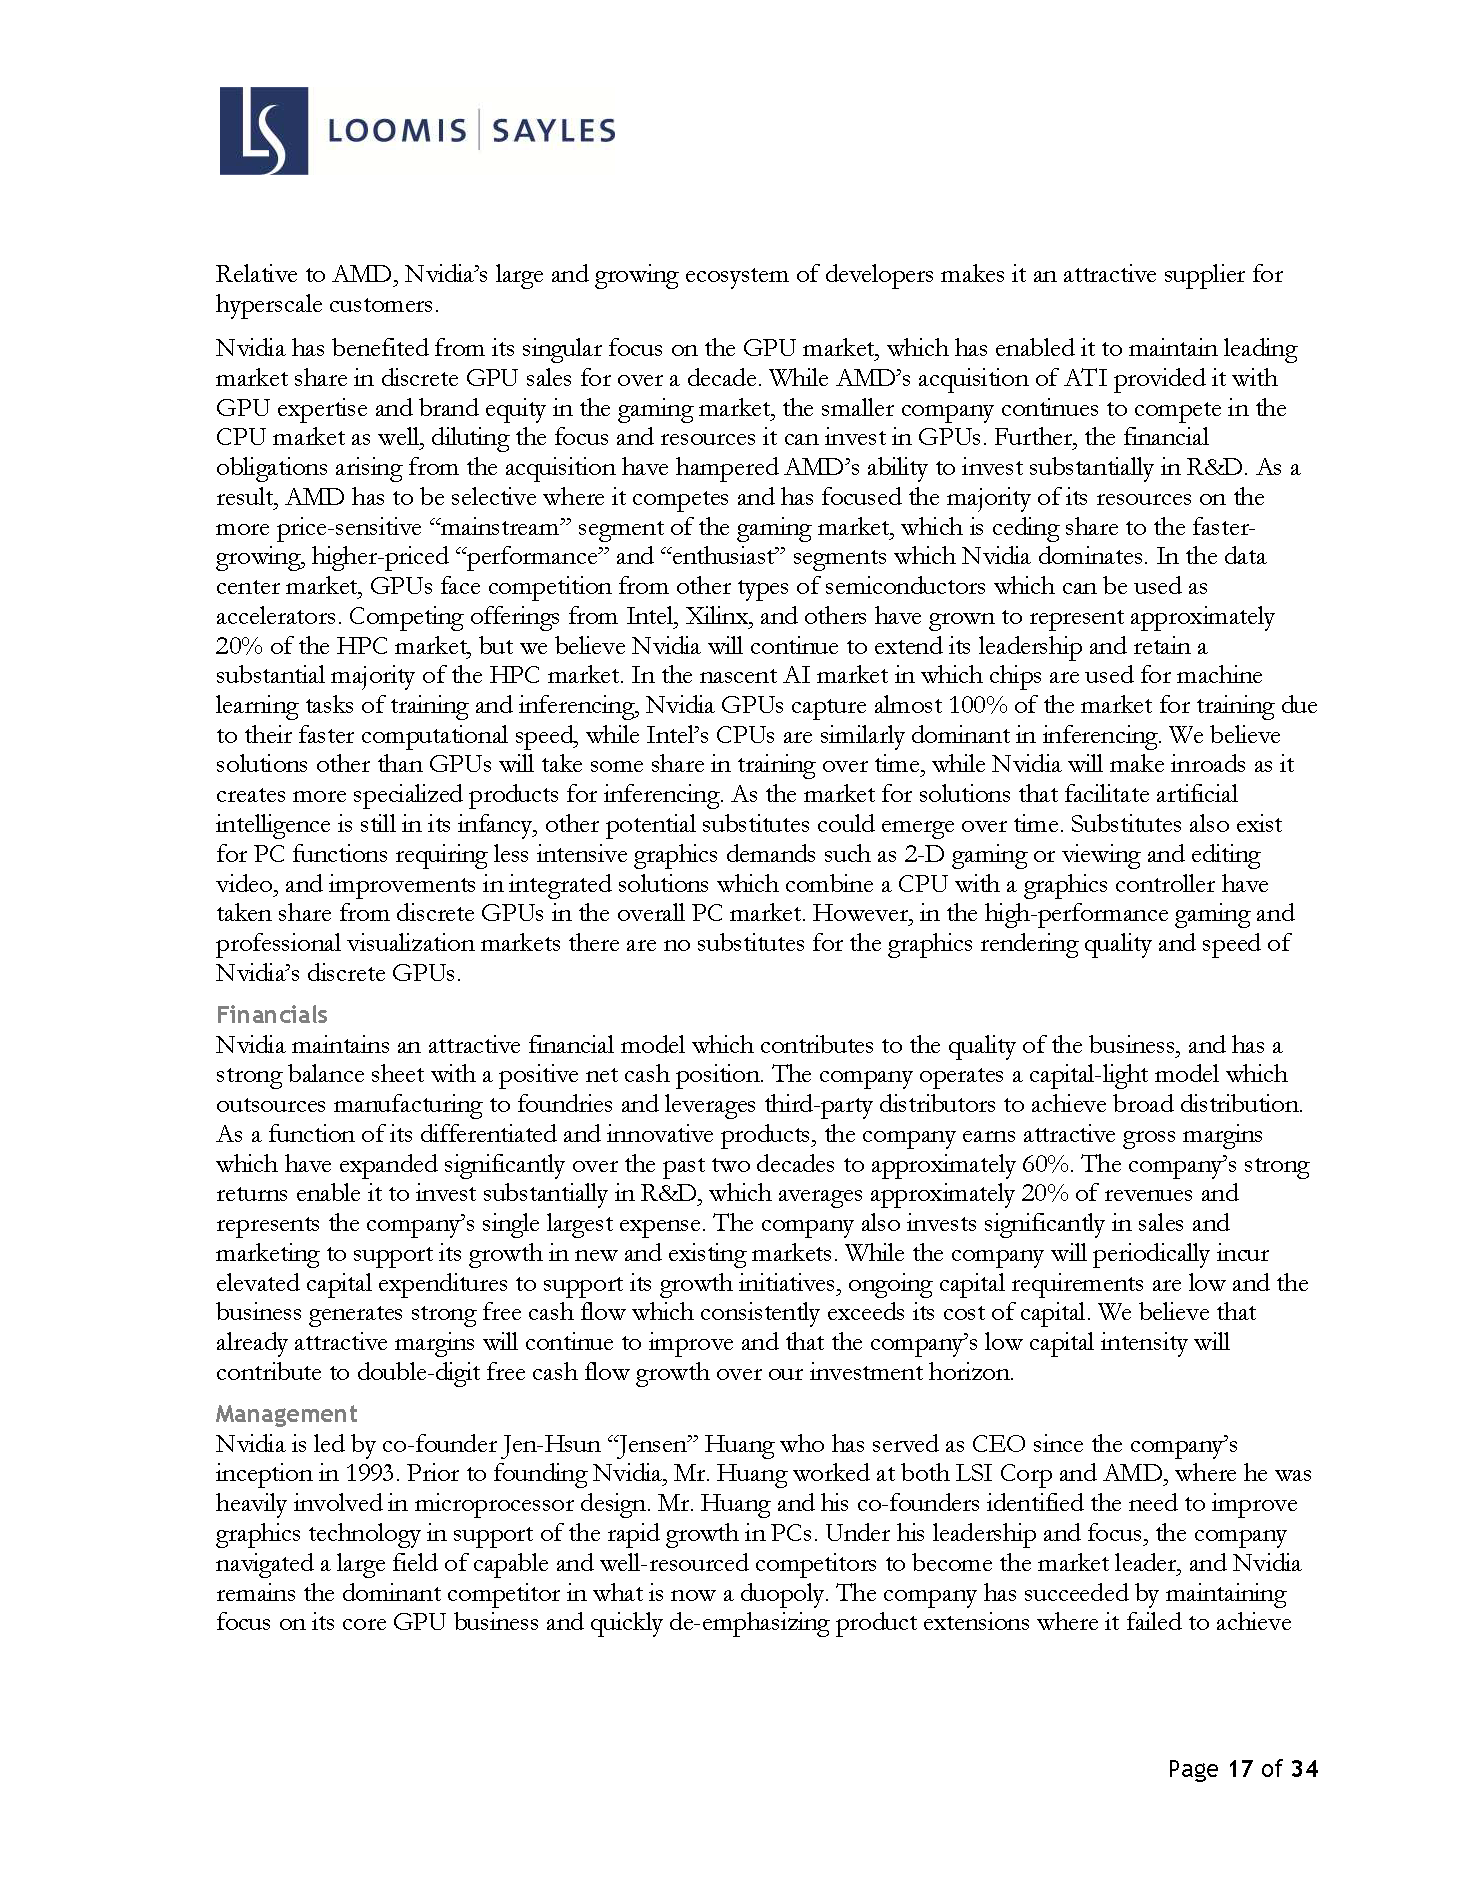 LS LOOMIS | SAYLES
Relative to AMD, Nvidia’s large and growing ecosystem of developers makes it an attractive supplier for
hyperscale customers.
Nvidia has benefited from its singular focus on the GPU market, which has enabled it to maintain leading
market share in discrete GPU sales for over a decade. While AMD’s acquisition of ATI provided it with
GPU expertise and brand equity in the gaming market, the smaller company continues to compete in the
CPU market as well, diluting the focus and resources it can invest in GPUs. Further, the financial
obligations arising from the acquisition have hampered AMD’s ability to invest substantially in R&D. As a
result, AMD has to be selective where it competes and has focused the majority of its resources on the
more price-sensitive “mainstream” segment of the gaming market, which is ceding share to the faster-
growing, higher-priced “performance” and “enthusiast” segments which Nvidia dominates. In the data
center market, GPUs face competition from other types of semiconductors which can be used as
accelerators. Competing offerings from Intel, Xilinx, and others have grown to represent approximately
20% of the HPC market, but we believe Nvidia will continue to extend its leadership and retain a
substantial majority of the HPC market. In the nascent AI market in which chips are used for machine
learning tasks of training and inferencing, Nvidia GPUs capture almost 100% of the market for training due
to their faster computational speed, while Intel’s CPUs are similarly dominant in inferencing. We believe
solutions other than GPUs will take some share in training over time, while Nvidia will make inroads as it
creates more specialized products for inferencing. As the market for solutions that facilitate artificial
intelligence is still in its infancy, other potential substitutes could emerge over time. Substitutes also exist
for PC functions requiring less intensive graphics demands such as 2-D gaming or viewing and editing
video, and improvements in integrated solutions which combine a CPU with a graphics controller have
taken share from discrete GPUs in the overall PC market. However, in the high-performance gaming and
professional visualization markets there are no substitutes for the graphics rendering quality and speed of
Nvidia’s discrete GPUs.
Financials
Nvidia maintains an attractive financial model which contributes to the quality of the business, and has a
strong balance sheet with a positive net cash position. The company operates a capital-light model which
outsources manufacturing to foundries and leverages third-party distributors to achieve broad distribution.
As a function of its differentiated and innovative products, the company earns attractive gross margins
which have expanded significantly over the past two decades to approximately 60%. The company’s strong
returns enable it to invest substantially in R&D, which averages approximately 20% of revenues and
represents the company’s single largest expense. The company also invests significantly in sales and
marketing to support its growth in new and existing markets. While the company will periodically incur
elevated capital expenditures to support its growth initiatives, ongoing capital requirements are low and the
business generates strong free cash flow which consistently exceeds its cost of capital. We believe that
already attractive margins will continue to improve and that the company’s low capital intensity will
contribute to double-digit free cash flow growth over our investment horizon.
Management
Nvidia is led by co-founder Jen-Hsun “Jensen” Huang who has served as CEO since the company’s
inception in 1993. Prior to founding Nvidia, Mr. Huang worked at both LSI Corp and AMD, where he was
heavily involved in microprocessor design. Mr. Huang and his co-founders identified the need to improve
graphics technology in support of the rapid growth in PCs. Under his leadership and focus, the company
navigated a large field of capable and well-resourced competitors to become the market leader, and Nvidia
remains the dominant competitor in what is now a duopoly. The company has succeeded by maintaining
focus on its core GPU business and quickly de-emphasizing product extensions where it failed to achieve
Page 17 of 34